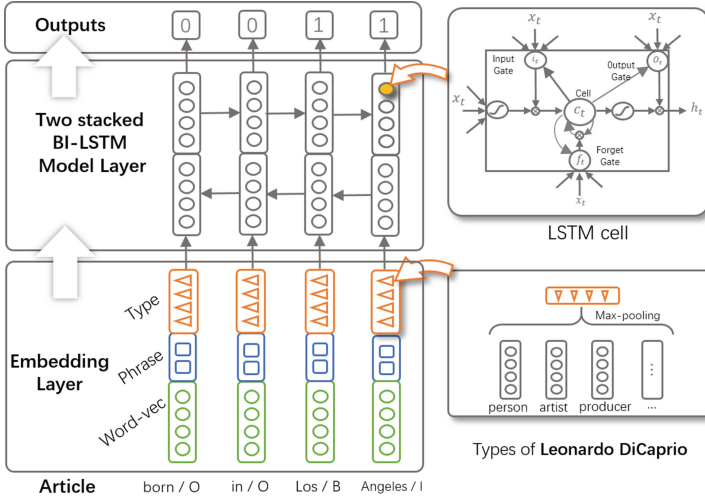 Outputs
0 0 1 1
Two stacked
BI-LSTM
Model Layer
Embedding
Layer
Type
Phrase
Word-vec
Article
born / O in / O Los / B Angeles / I
x_t x_t
Input
Gate
i_t
Output
Gate
o_t
x_t
Cell
c_t
h_t
Forget
Gate
f_t
x_t
LSTM cell
Max-pooling
person artist producer ...
Types of Leonardo DiCaprio